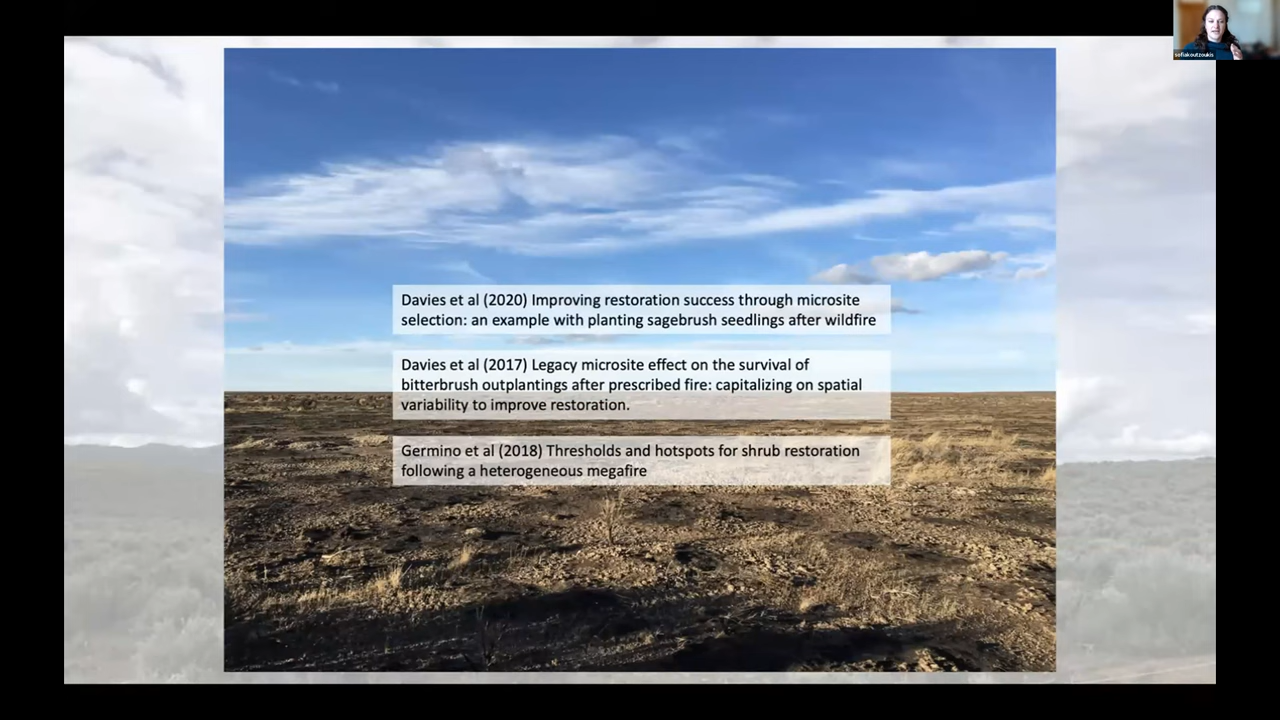 sofiakoutzoukis
Davies et al (2020) Improving restoration success through microsite
selection: an example with planting sagebrush seedlings after wildfire
Davies et al (2017) Legacy microsite effect on the survival of
bitterbrush outplantings after prescribed fire: capitalizing on spatial
variability to improve restoration.
Germino et al (2018) Thresholds and hotspots for shrub restoration
following a heterogeneous megafire